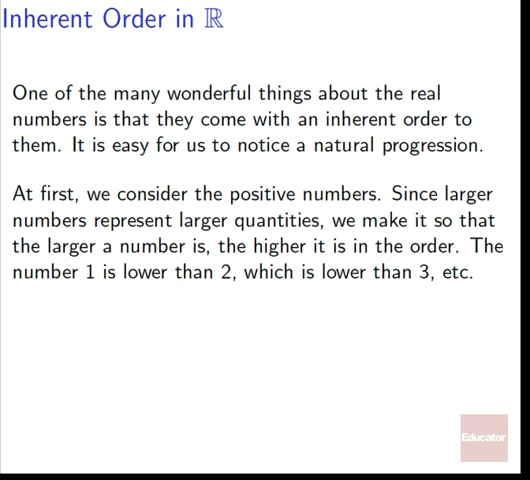 Inherent Order in ℝ
One of the many wonderful things about the real
numbers is that they come with an inherent order to
them. It is easy for us to notice a natural progression.
At first, we consider the positive numbers. Since larger
numbers represent larger quantities, we make it so that
the larger a number is, the higher it is in the order. The
number 1 is lower than 2, which is lower than 3, etc.
Educator